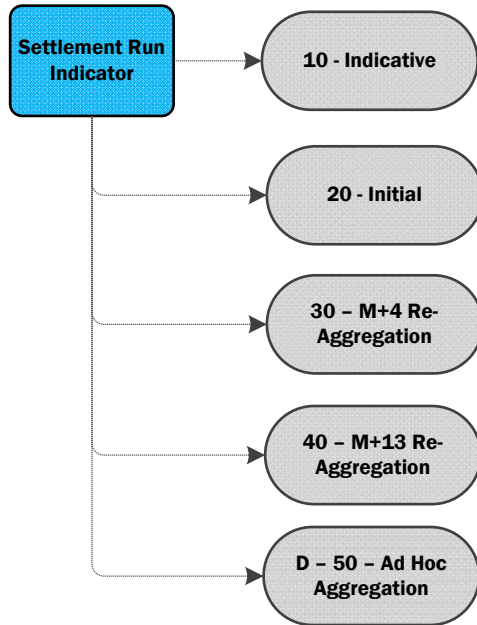 Settlement Run
Indicator
10 - Indicative
20 - Initial
30 – M+4 Re-
Aggregation
40 – M+13 Re-
Aggregation
D – 50 – Ad Hoc
Aggregation